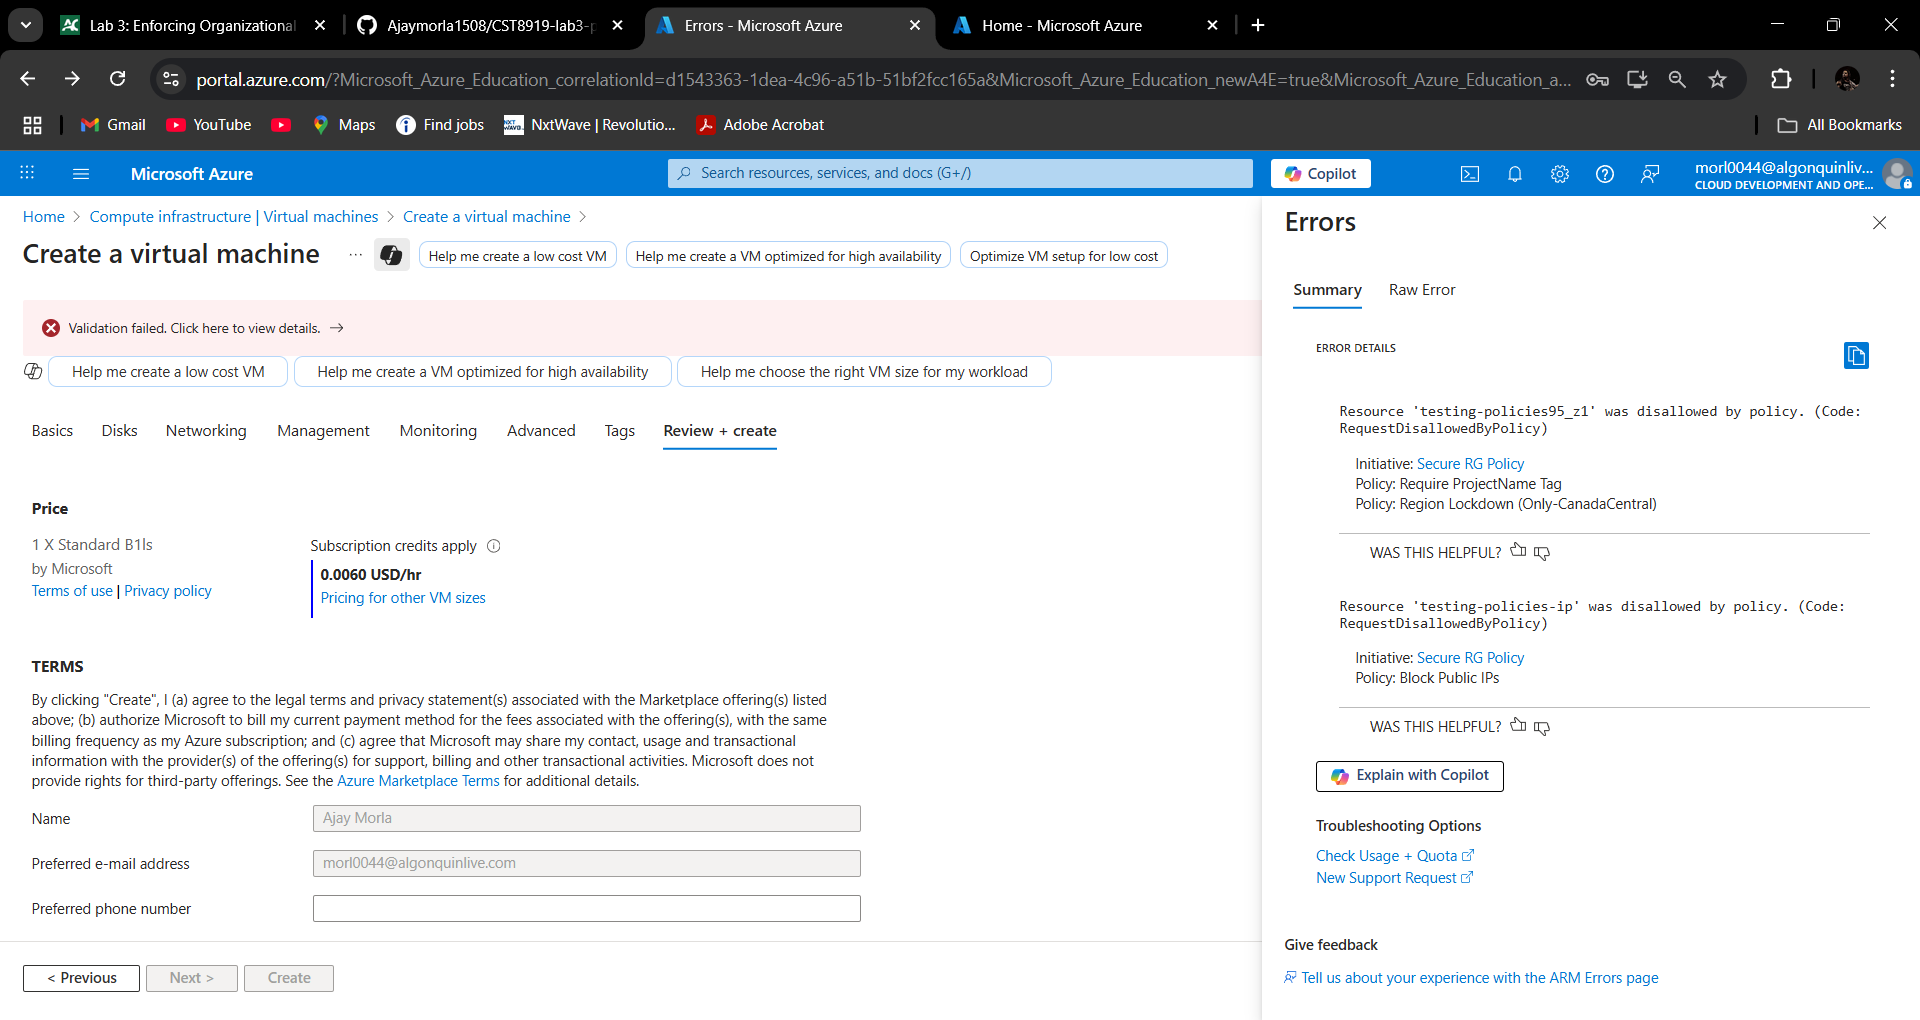 Lab 3: Enforcing Organizational
Ajaymorla1508/CST8919-lab3-p
Errors - Microsoft Azure
Home - Microsoft Azure
portal.azure.com/?Microsoft_Azure_Education_correlationId=d1543363-1dea-4c96-a51b-51bf2fcc165a&Microsoft_Azure_Education_newA4E=true&Microsoft_Azure_Education_a...
Gmail
YouTube
Maps
Find jobs
NxtWave | Revolutio...
Adobe Acrobat
All Bookmarks
Microsoft Azure
Search resources, services, and docs (G+/)
Copilot
morl0044@algonquinliv...
CLOUD DEVELOPMENT AND OPE...
Home > Compute infrastructure | Virtual machines > Create a virtual machine >
Create a virtual machine
...
Help me create a low cost VM
Help me create a VM optimized for high availability
Optimize VM setup for low cost
Validation failed. Click here to view details. →
Help me create a low cost VM
Help me create a VM optimized for high availability
Help me choose the right VM size for my workload
Basics
Disks
Networking
Management
Monitoring
Advanced
Tags
Review + create
Price
1 X Standard B1ls
by Microsoft
Terms of use | Privacy policy
Subscription credits apply
0.0060 USD/hr
Pricing for other VM sizes
TERMS
By clicking "Create", I (a) agree to the legal terms and privacy statement(s) associated with the Marketplace offering(s) listed
above; (b) authorize Microsoft to bill my current payment method for the fees associated with the offering(s), with the same
billing frequency as my Azure subscription; and (c) agree that Microsoft may share my contact, usage and transactional
information with the provider(s) of the offering(s) for support, billing and other transactional activities. Microsoft does not
provide rights for third-party offerings. See the Azure Marketplace Terms for additional details.
Name
Ajay Morla
Preferred e-mail address
morl0044@algonquinlive.com
Preferred phone number
< Previous
Next >
Create
Errors
Summary
Raw Error
ERROR DETAILS
Resource 'testing-policies95_z1' was disallowed by policy. (Code:
RequestDisallowedByPolicy)
Initiative: Secure RG Policy
Policy: Require ProjectName Tag
Policy: Region Lockdown (Only-CanadaCentral)
WAS THIS HELPFUL?
Resource 'testing-policies-ip' was disallowed by policy. (Code:
RequestDisallowedByPolicy)
Initiative: Secure RG Policy
Policy: Block Public IPs
WAS THIS HELPFUL?
Explain with Copilot
Troubleshooting Options
Check Usage + Quota
New Support Request
Give feedback
Tell us about your experience with the ARM Errors page